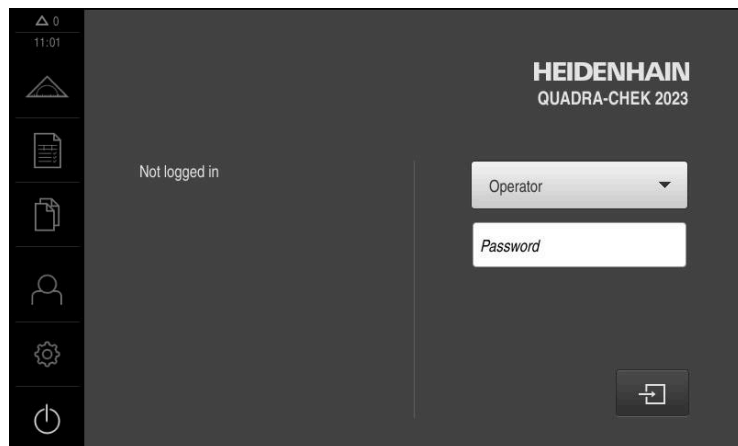 0
11:01
HEIDENHAIN
QUADRA-CHEK 2023
Not logged in
Operator
Password